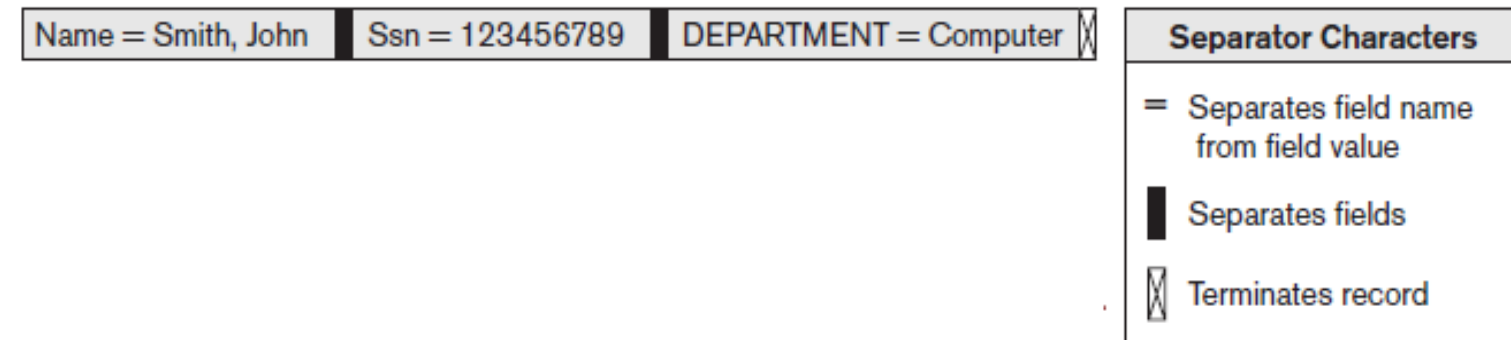 Name = Smith, John Ssn = 123456789 DEPARTMENT = Computer
Separator Characters
= Separates field name
from field value
Separates fields
Terminates record